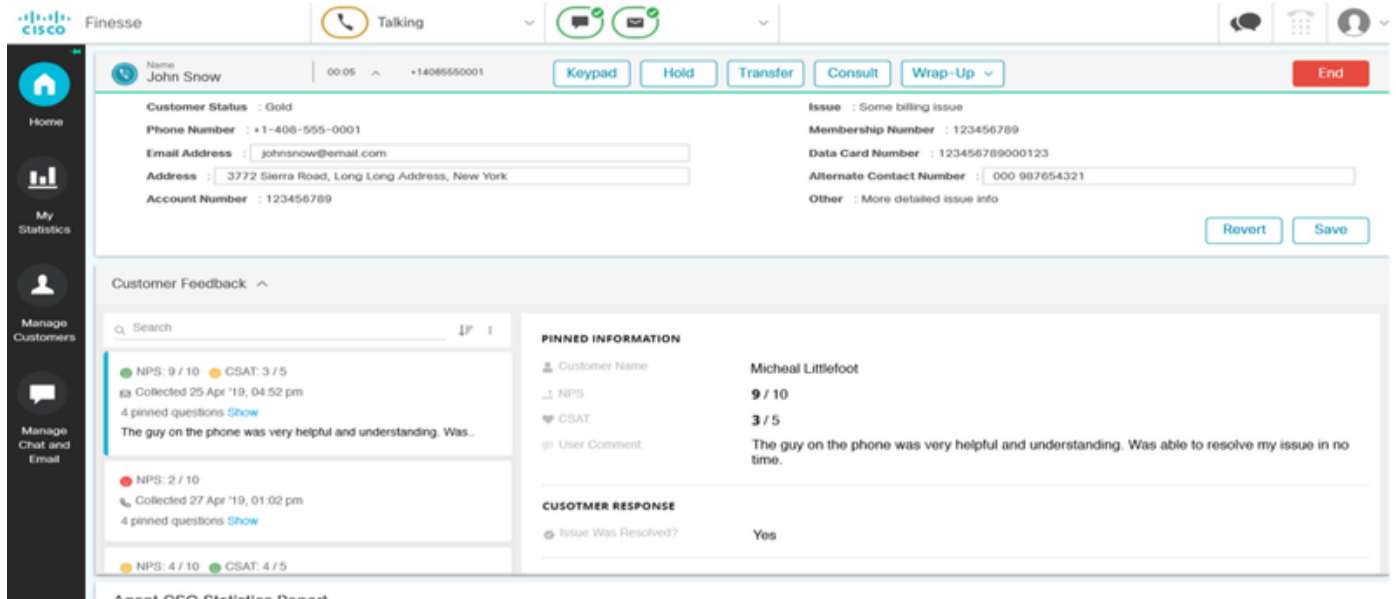 CISCO Finesse Talking
Name
John Snow 00:05 +14085550001 Keypad Hold Transfer Consult Wrap-Up End
Home
My
Statistics
Manage
Customers
Manage
Chat and
Email
Customer Status : Gold
Phone Number : +1-408-555-0001
Email Address : johnsnow@email.com
Address : 3772 Sierra Road, Long Long Address, New York
Account Number : 123456789
Issue : Some billing issue
Membership Number : 123456789
Data Card Number : 123456789000123
Alternate Contact Number : 000 987654321
Other : More detailed issue info
Revert Save
Customer Feedback
Search
NPS: 9 / 10 CSAT: 3 / 5
Collected 25 Apr '19, 04:52 pm
4 pinned questions Show
The guy on the phone was very helpful and understanding. Was..
NPS: 2 / 10
Collected 27 Apr '19, 01:02 pm
4 pinned questions Show
NPS: 4 / 10 CSAT: 4 / 5
PINNED INFORMATION
Customer Name Micheal Littlefoot
NPS 9 / 10
CSAT 3 / 5
User Comment The guy on the phone was very helpful and understanding. Was able to resolve my issue in no
time.
CUSOTMER RESPONSE
Issue Was Resolved? Yes
Agent CSQ Statistics Report